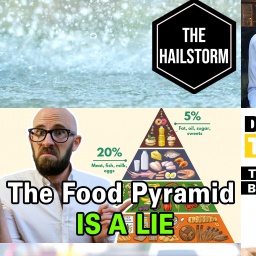 THE
HAILSTORM
5%
Fat, oil, sugar,
sweets
20%
Meat, fish, milk,
eggs
The Food Pyramid
IS A LIE
D
T
T
B